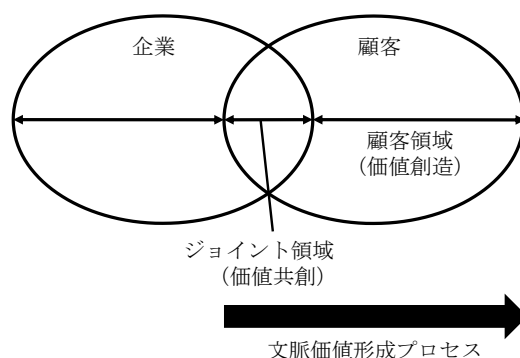 企業
顧客
顧客領域
(価値創造)
ジョイント領域
(価値共創)
文脈価値形成プロセス